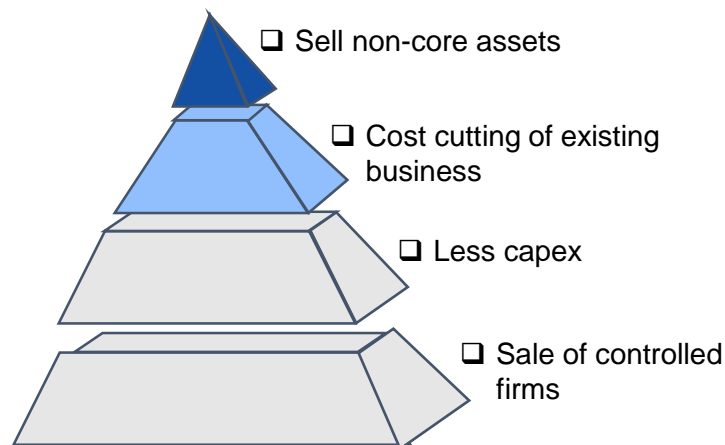 ❑ Sell non-core assets
❑ Cost cutting of existing
business
❑ Less capex
❑ Sale of controlled
firms